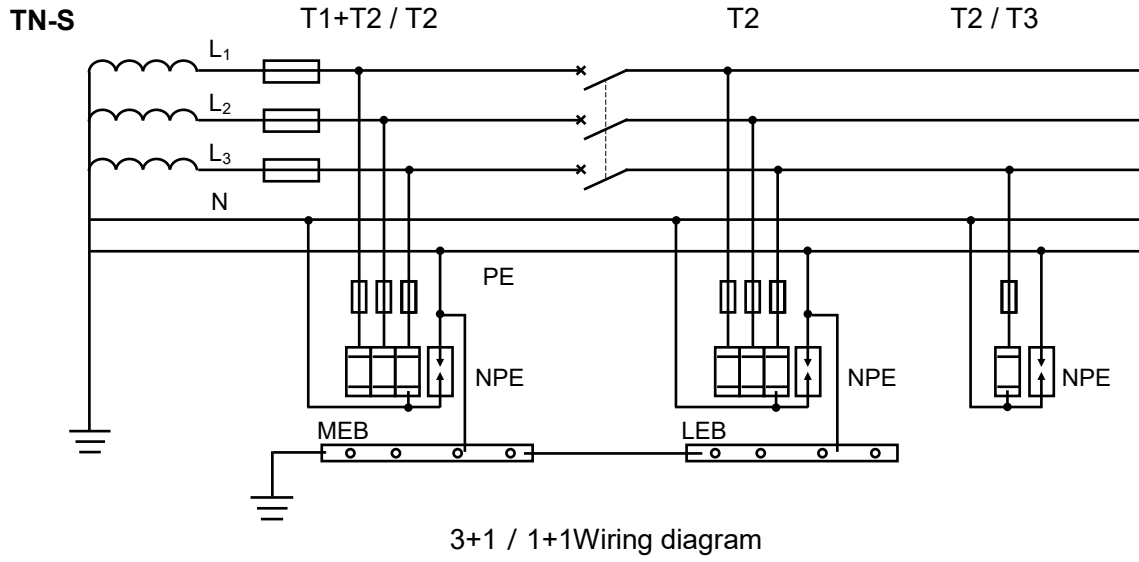 TN-S
T1+T2 / T2
T2
T2 / T3
L1
L2
L3
N
PE
NPE
NPE
NPE
MEB
LEB
3+1 / 1+1Wiring diagram